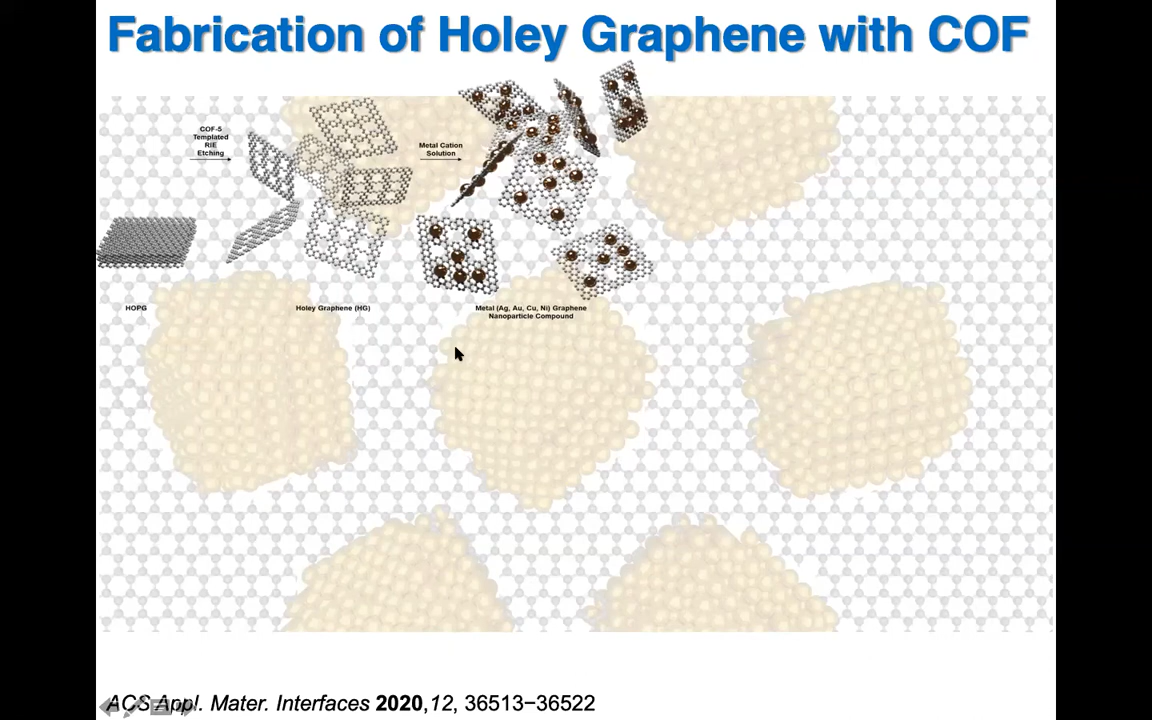 Fabrication of Holey Graphene with COF
COF-5
Templated
RIE
Etching
Metal Cation
Solution
HOPG
Holey Graphene (HG)
Metal (Ag, Au, Cu, Ni) Graphene
Nanoparticle Compound
ACS Appl. Mater. Interfaces 2020,12, 36513−36522